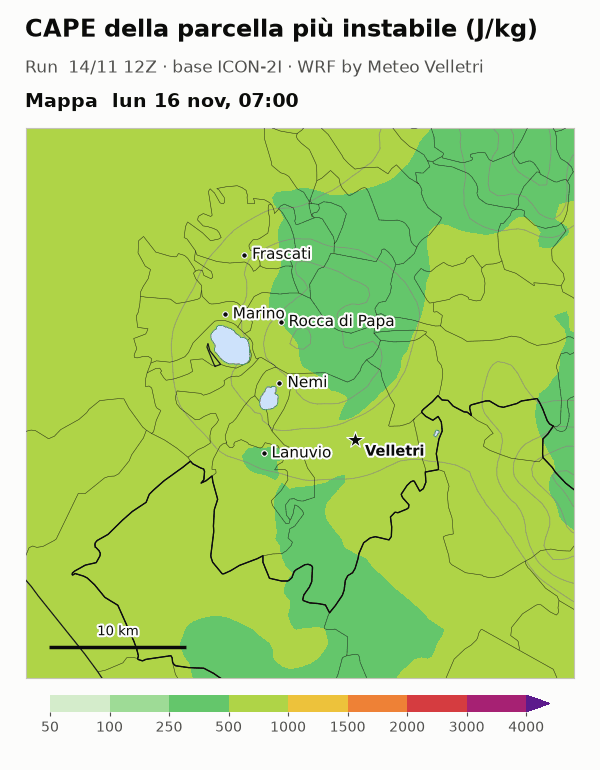 CAPE della parcella più instabile (J/kg)
Run  14/11 12Z · base ICON-2I · WRF by Meteo Velletri
Mappa  lun 16 nov, 07:00
Frascati
Marino
Rocca di Papa
Nemi
Velletri
Lanuvio
10 km
50 100 250 500 1000 1500 2000 3000 4000